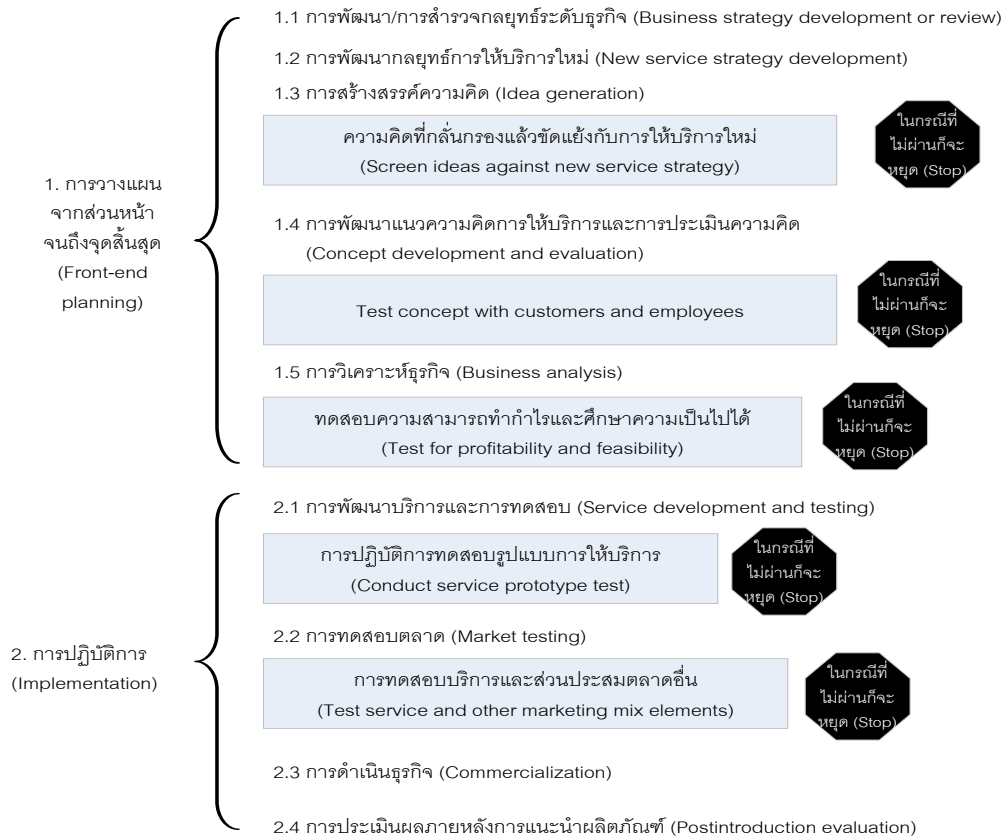 1.1 การพัฒนา/การสำรวจกลยุทธ์ระดับธุรกิจ (Business strategy development or review)
1.2 การพัฒนากลยุทธ์การให้บริการใหม่ (New service strategy development)
1.3 การสร้างสรรค์ความคิด (Idea generation)
ความคิดที่กลั่นกรองแล้วขัดแย้งกับการให้บริการใหม่
(Screen ideas against new service strategy)
ในกรณีที่
ไม่ผ่านก็จะ
หยุด (Stop)
1. การวางแผน
จากส่วนหน้า
จนถึงจุดสิ้นสุด
(Front-end
planning)
1.4 การพัฒนาแนวความคิดการให้บริการและการประเมินความคิด
(Concept development and evaluation)
Test concept with customers and employees
ในกรณีที่
ไม่ผ่านก็จะ
หยุด (Stop)
1.5 การวิเคราะห์ธุรกิจ (Business analysis)
ทดสอบความสามารถทำกำไรและศึกษาความเป็นไปได้
(Test for profitability and feasibility)
ในกรณีที่
ไม่ผ่านก็จะ
หยุด (Stop)
2.1 การพัฒนาบริการและการทดสอบ (Service development and testing)
การปฏิบัติการทดสอบรูปแบบการให้บริการ
(Conduct service prototype test)
ในกรณีที่
ไม่ผ่านก็จะ
หยุด (Stop)
2. การปฏิบัติการ
(Implementation)
2.2 การทดสอบตลาด (Market testing)
การทดสอบบริการและส่วนประสมตลาดอื่น
(Test service and other marketing mix elements)
ในกรณีที่
ไม่ผ่านก็จะ
หยุด (Stop)
2.3 การดำเนินธุรกิจ (Commercialization)
2.4 การประเมินผลภายหลังการแนะนำผลิตภัณฑ์ (Postintroduction evaluation)